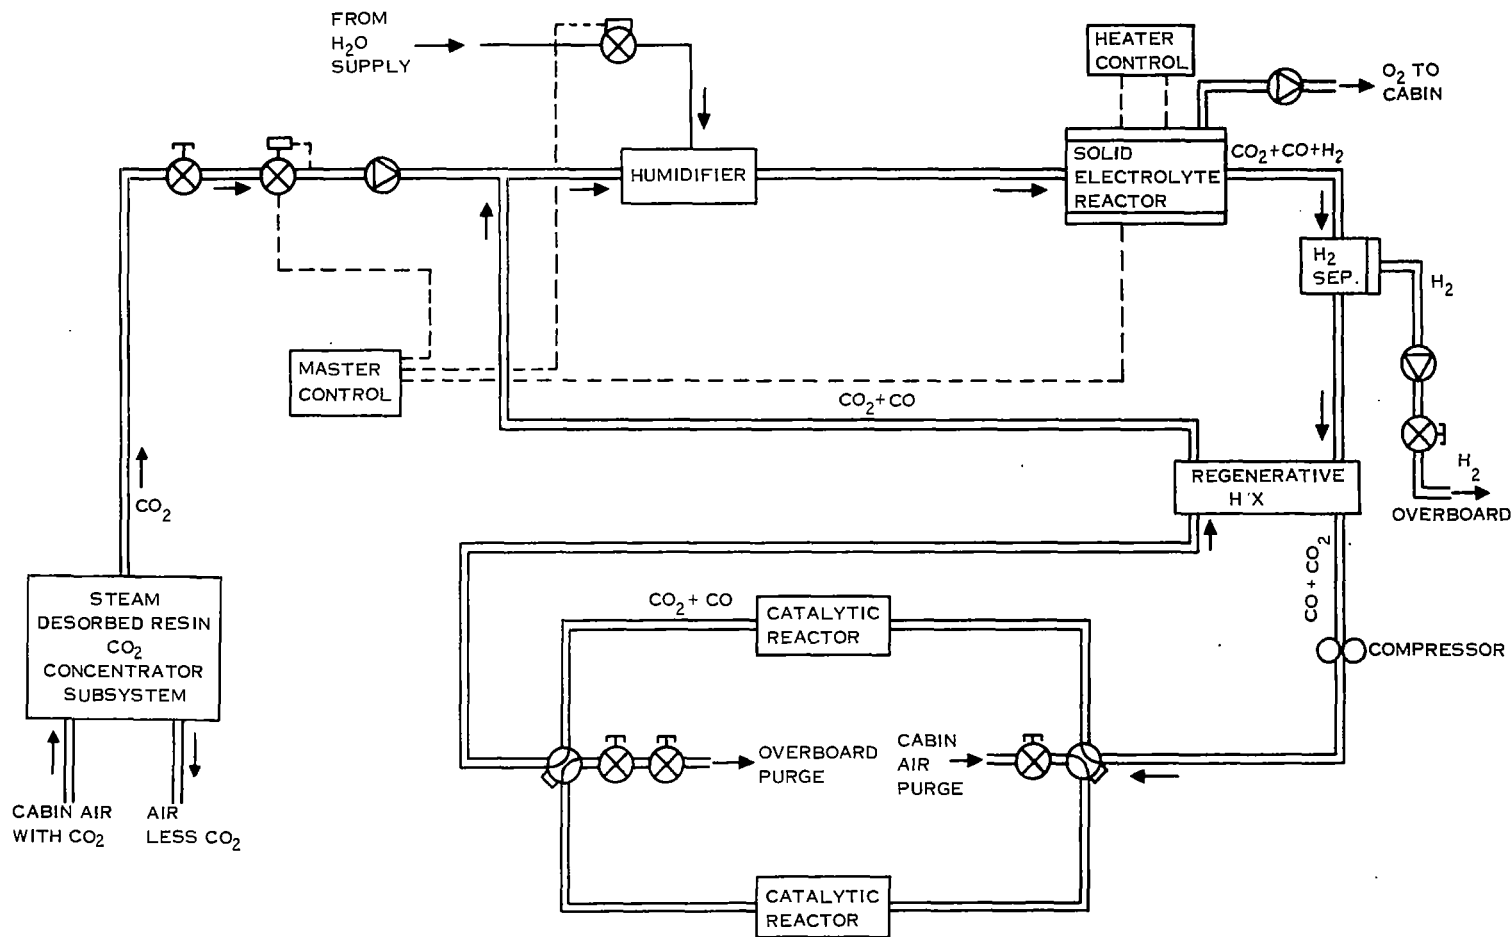 FROM
H2O
SUPPLY
HEATER
CONTROL
O2 TO
CABIN
SOLID
ELECTROLYTE
REACTOR
CO2+CO+H2
HUMIDIFIER
H2
SEP.
H2
MASTER
CONTROL
CO2+CO
H2
OVERBOARD
REGENERATIVE
H'X
CO2
CO + CO2
STEAM
DESORBED RESIN
CO2
CONCENTRATOR
SUBSYSTEM
CO2+ CO
CATALYTIC
REACTOR
COMPRESSOR
OVERBOARD
PURGE
CABIN
AIR
PURGE
CABIN AIR
WITH CO2
AIR
LESS CO2
CATALYTIC
REACTOR